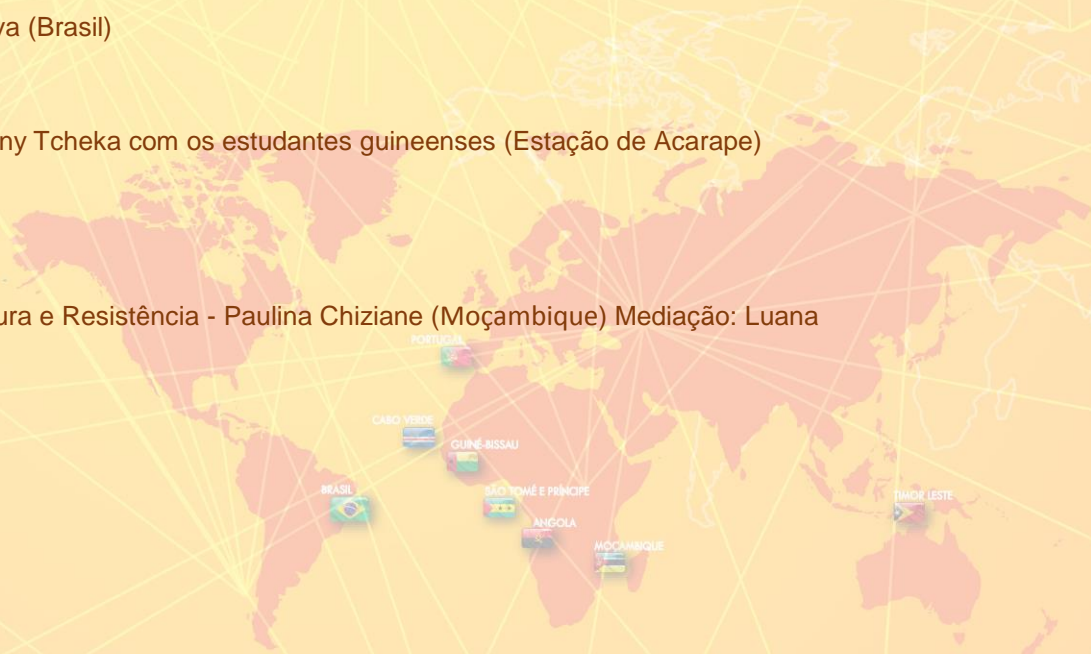 va (Brasil)
ny Tcheka com os estudantes guineenses (Estação de Acarape)
ura e Resistência - Paulina Chiziane (Moçambique) Mediação: Luana
PORTUGAL
CABO VERDE
GUINÉ-BISSAU
BRASIL
SÃO TOMÉ E PRÍNCIPE
TIMOR LESTE
ANGOLA
MOÇAMBIQUE